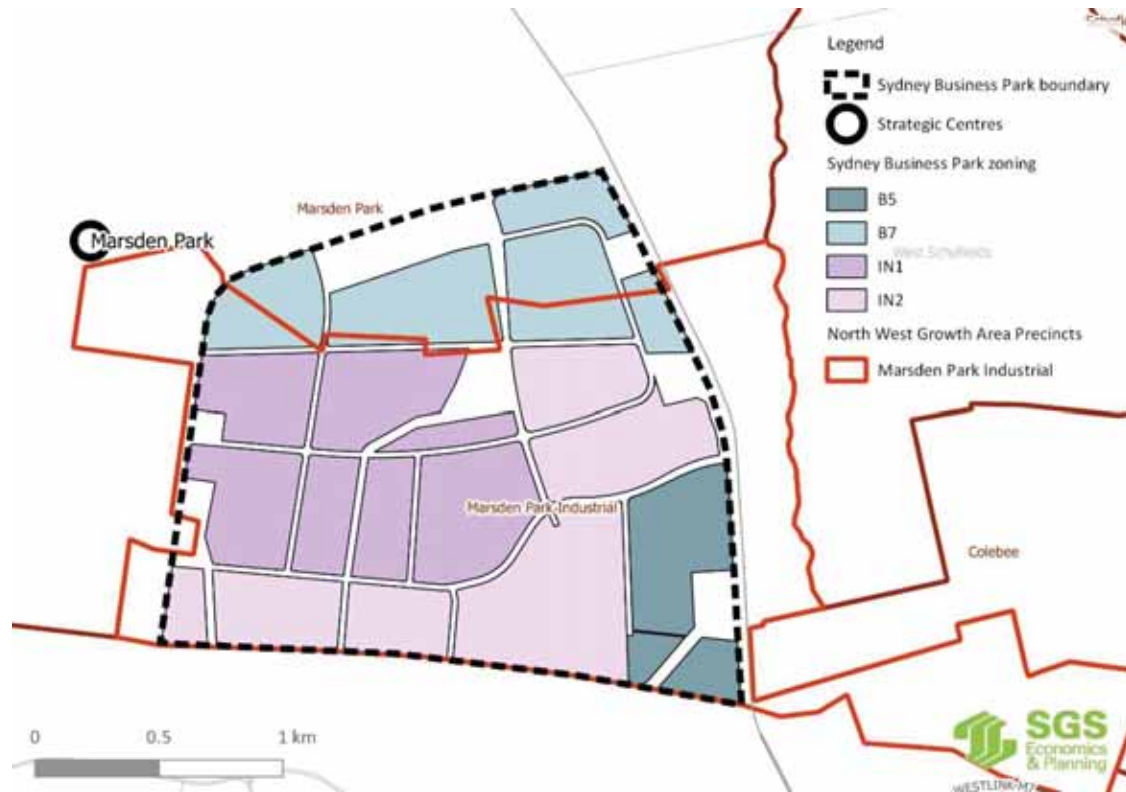 Legend
Sydney Business Park boundary
Strategic Centres
Sydney Business Park zoning
B5
B7
West Schofields
IN1
IN2
North West Growth Area Precincts
Marsden Park Industrial
Marsden Park
Marsden Park
Marsden Park Industrial
Colebee
0 0.5 1 km
SGS
Economics
& Planning
WESTLINK M7